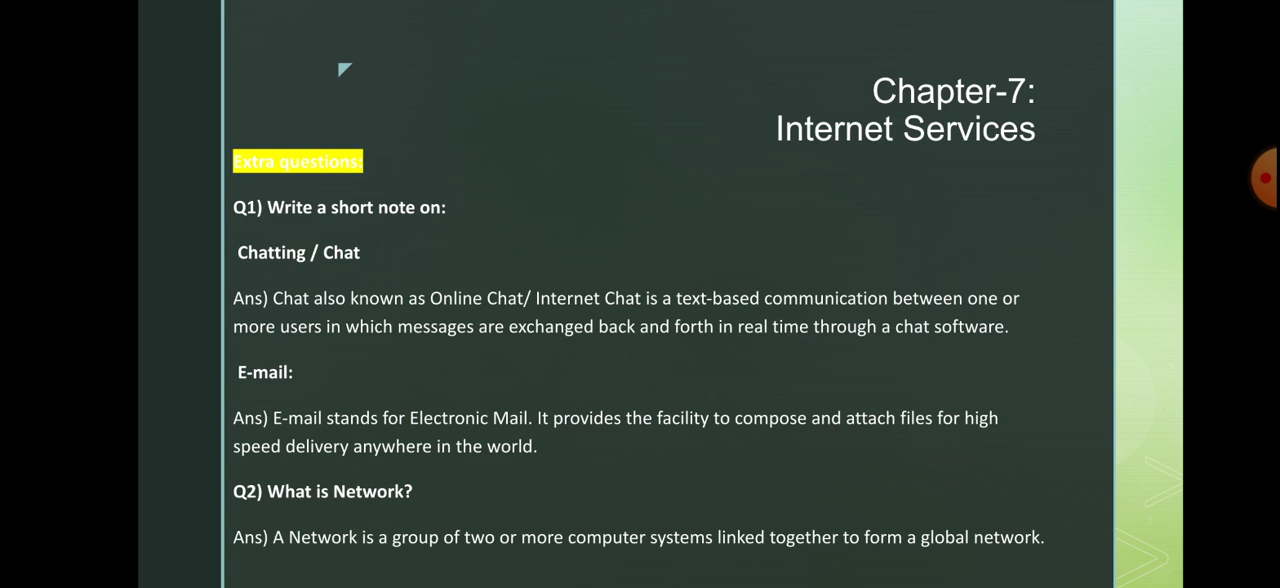 Chapter-7:
Internet Services
Extra questions:
Q1) Write a short note on:
Chatting / Chat
Ans) Chat also known as Online Chat/ Internet Chat is a text-based communication between one or
more users in which messages are exchanged back and forth in real time through a chat software.
E-mail:
Ans) E-mail stands for Electronic Mail. It provides the facility to compose and attach files for high
speed delivery anywhere in the world.
Q2) What is Network?
Ans) A Network is a group of two or more computer systems linked together to form a global network.